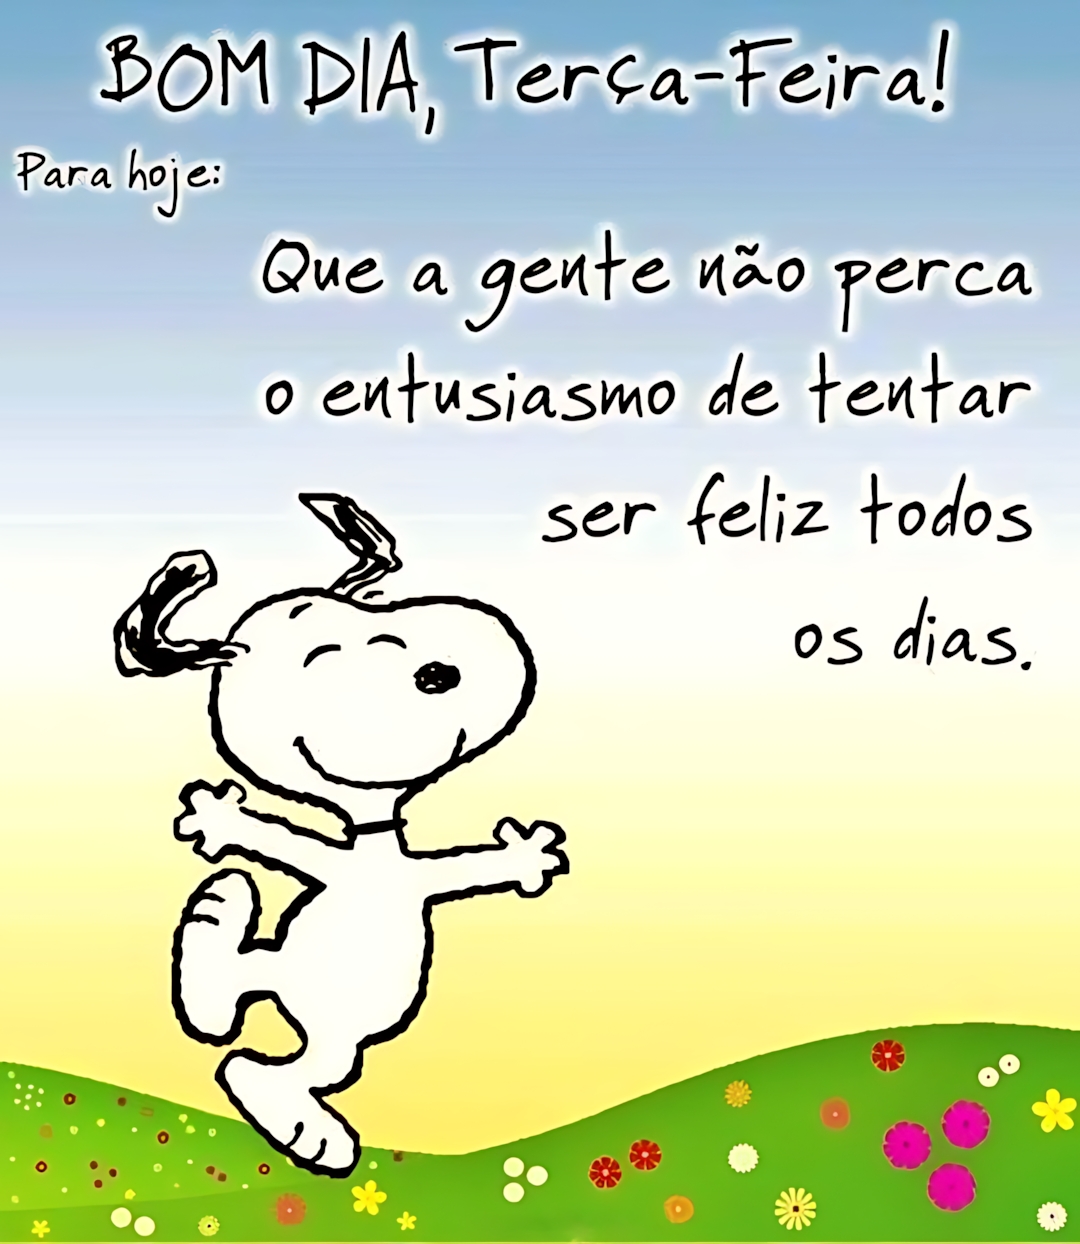 BOM DIA, Terça-Feira!
Para hoje:
Que a gente não perca
o entusiasmo de tentar
ser feliz todos
os dias.